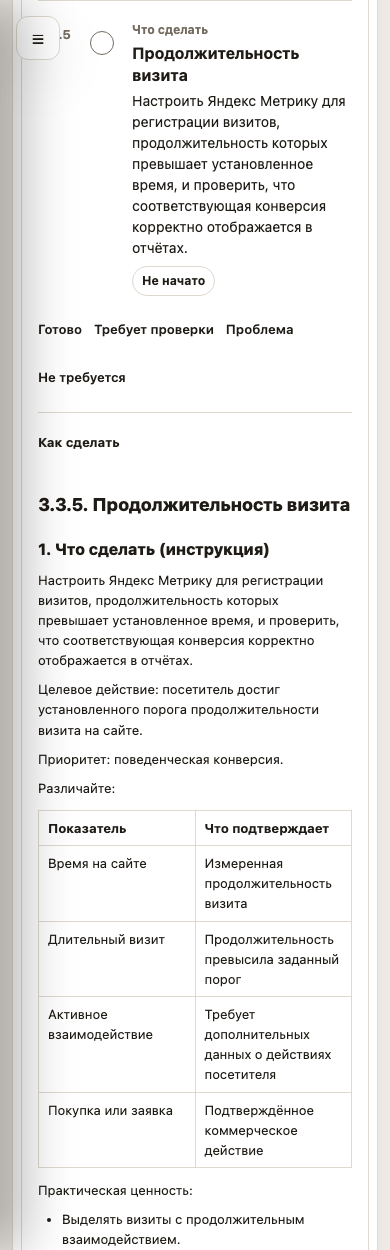 ☰
.5
Что сделать
Продолжительность
визита
Настроить Яндекс Метрику для
регистрации визитов,
продолжительность которых
превышает установленное
время, и проверить, что
соответствующая конверсия
корректно отображается в
отчётах.
Не начато
Готово Требует проверки Проблема
Не требуется
Как сделать
3.3.5. Продолжительность визита
1. Что сделать (инструкция)
Настроить Яндекс Метрику для регистрации
визитов, продолжительность которых
превышает установленное время, и проверить,
что соответствующая конверсия корректно
отображается в отчётах.
Целевое действие: посетитель достиг
установленного порога продолжительности
визита на сайте.
Приоритет: поведенческая конверсия.
Различайте:
Показатель Что подтверждает
Время на сайте Измеренная
продолжительность
визита
Длительный визит Продолжительность
превысила заданный
порог
Активное Требует
взаимодействие дополнительных
данных о действиях
посетителя
Покупка или заявка Подтверждённое
коммерческое
действие
Практическая ценность:
• Выделять визиты с продолжительным
взаимодействием.